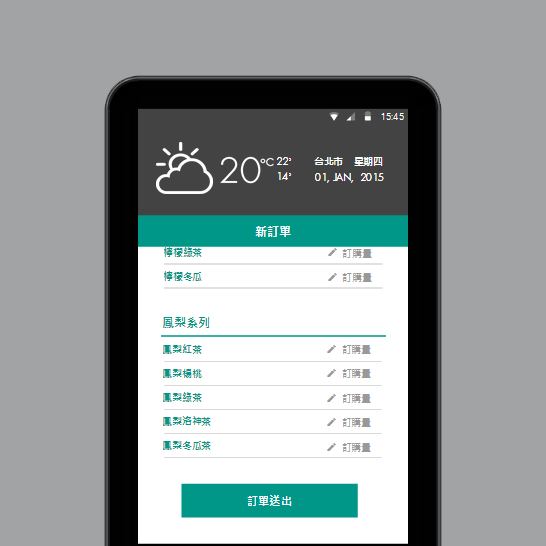 15:45
20°C 22° 台北市 星期四
14° 01, JAN, 2015
新訂單
檸檬綠茶 訂購量
檸檬冬瓜 訂購量
鳳梨系列
鳳梨紅茶 訂購量
鳳梨楊桃 訂購量
鳳梨綠茶 訂購量
鳳梨洛神茶 訂購量
鳳梨冬瓜茶 訂購量
訂單送出